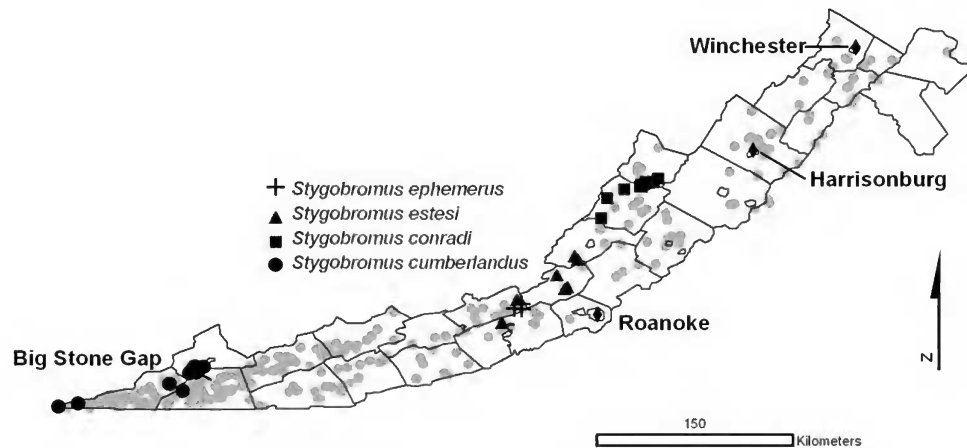 Winchester
Harrisonburg
Stygobromus ephemerus
Stygobromus estesi
Stygobromus conradi
Stygobromus cumberlandus
Roanoke
Big Stone Gap
N
150
Kilometers